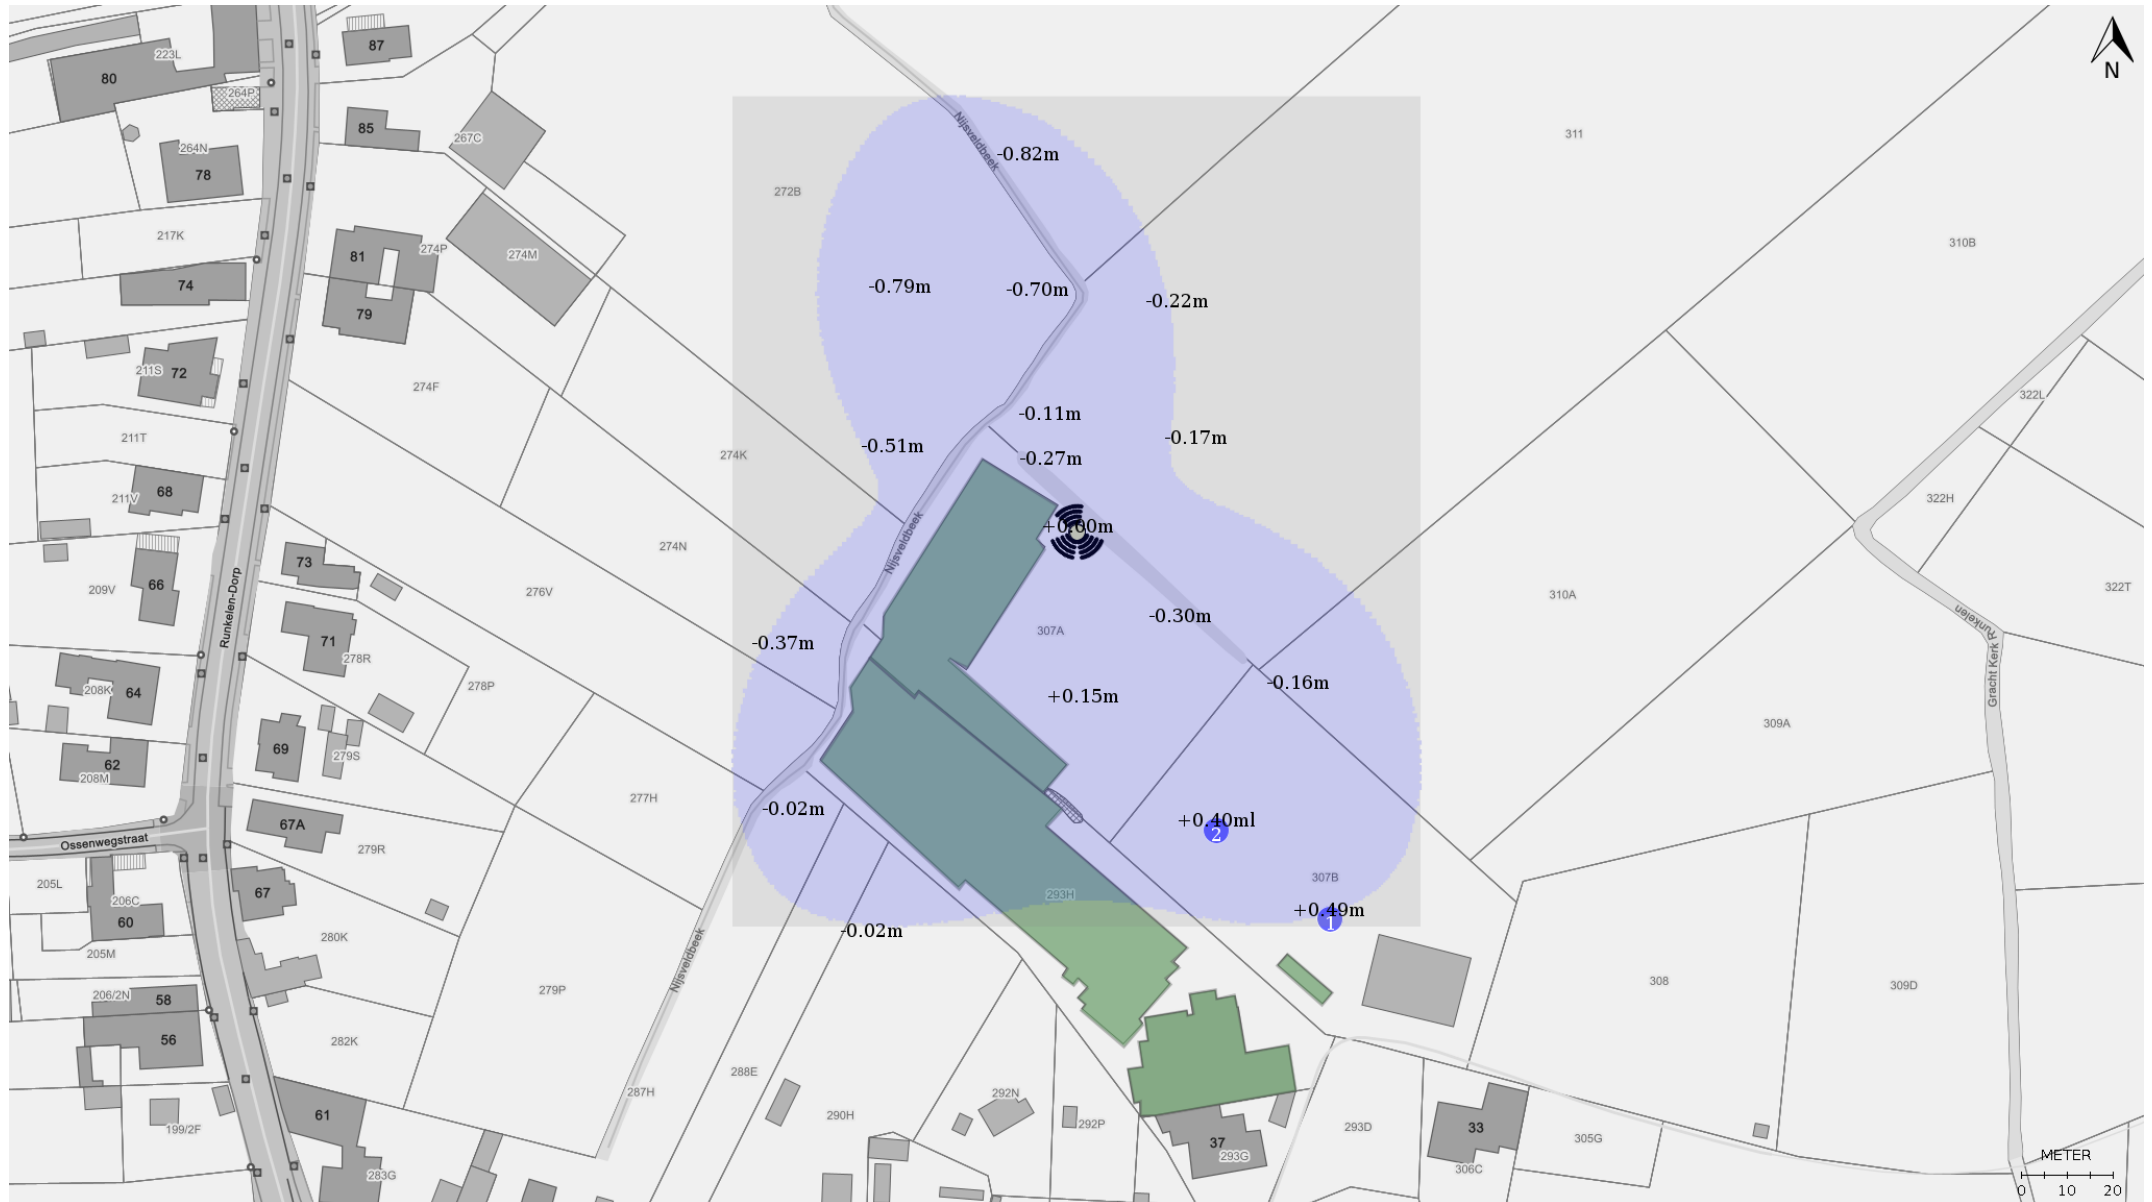 87
223L
80
264P
N
85
267C
Nijsveldbeek
311
264N
78
-0.82m
272B
217K
81
274P
274M
310B
74
-0.79m
-0.70m
-0.22m
79
72
211S
274F
322L
-0.11m
211T
-0.51m
-0.17m
274K
-0.27m
68
211V
322H
+0.00m
Nijsveldbeek
274N
73
66
209V
276V
322T
310A
Runkelen-Dorp
-0.30m
Runkelen
71
-0.37m
307A
278R
Gracht Kerk
208K
64
278P
-0.16m
+0.15m
309A
69
279S
62
208M
277H
-0.02m
+0.40ml
67A
2
Ossenwegstraat
279R
307B
205L
67
293H
206C
+0.49m
60
1
-0.02m
280K
205M
Nijsveldbeek
308
309D
206/2N
58
279P
56
282K
288E
287H
292N
61
290H
292P
293D
33
199/2F
305G
37
293G
METER
306C
283G
0 10 20